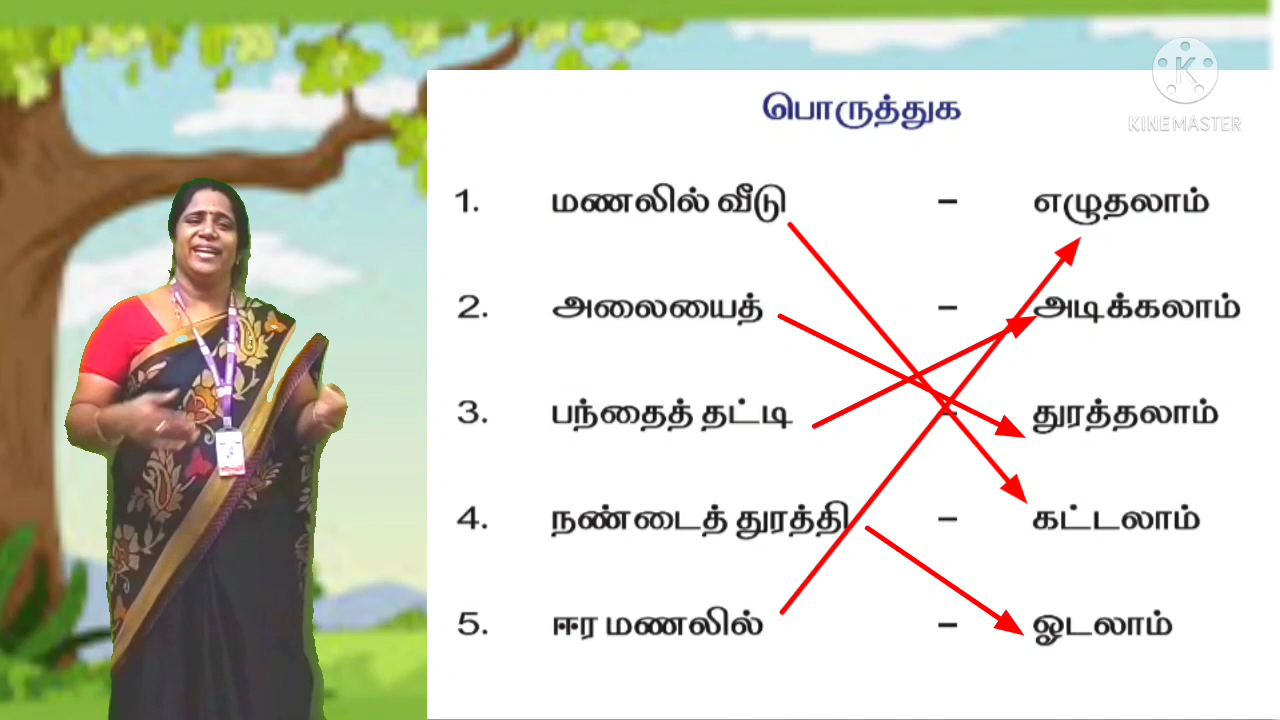 KINEMASTER
பொருத்துக
1. மணலில் வீடு – எழுதலாம்
2. அலையைத் – அடிக்கலாம்
3. பந்தைத் தட்டி – துரத்தலாம்
4. நண்டைத் துரத்தி – கட்டலாம்
5. ஈர மணலில் – ஓடலாம்